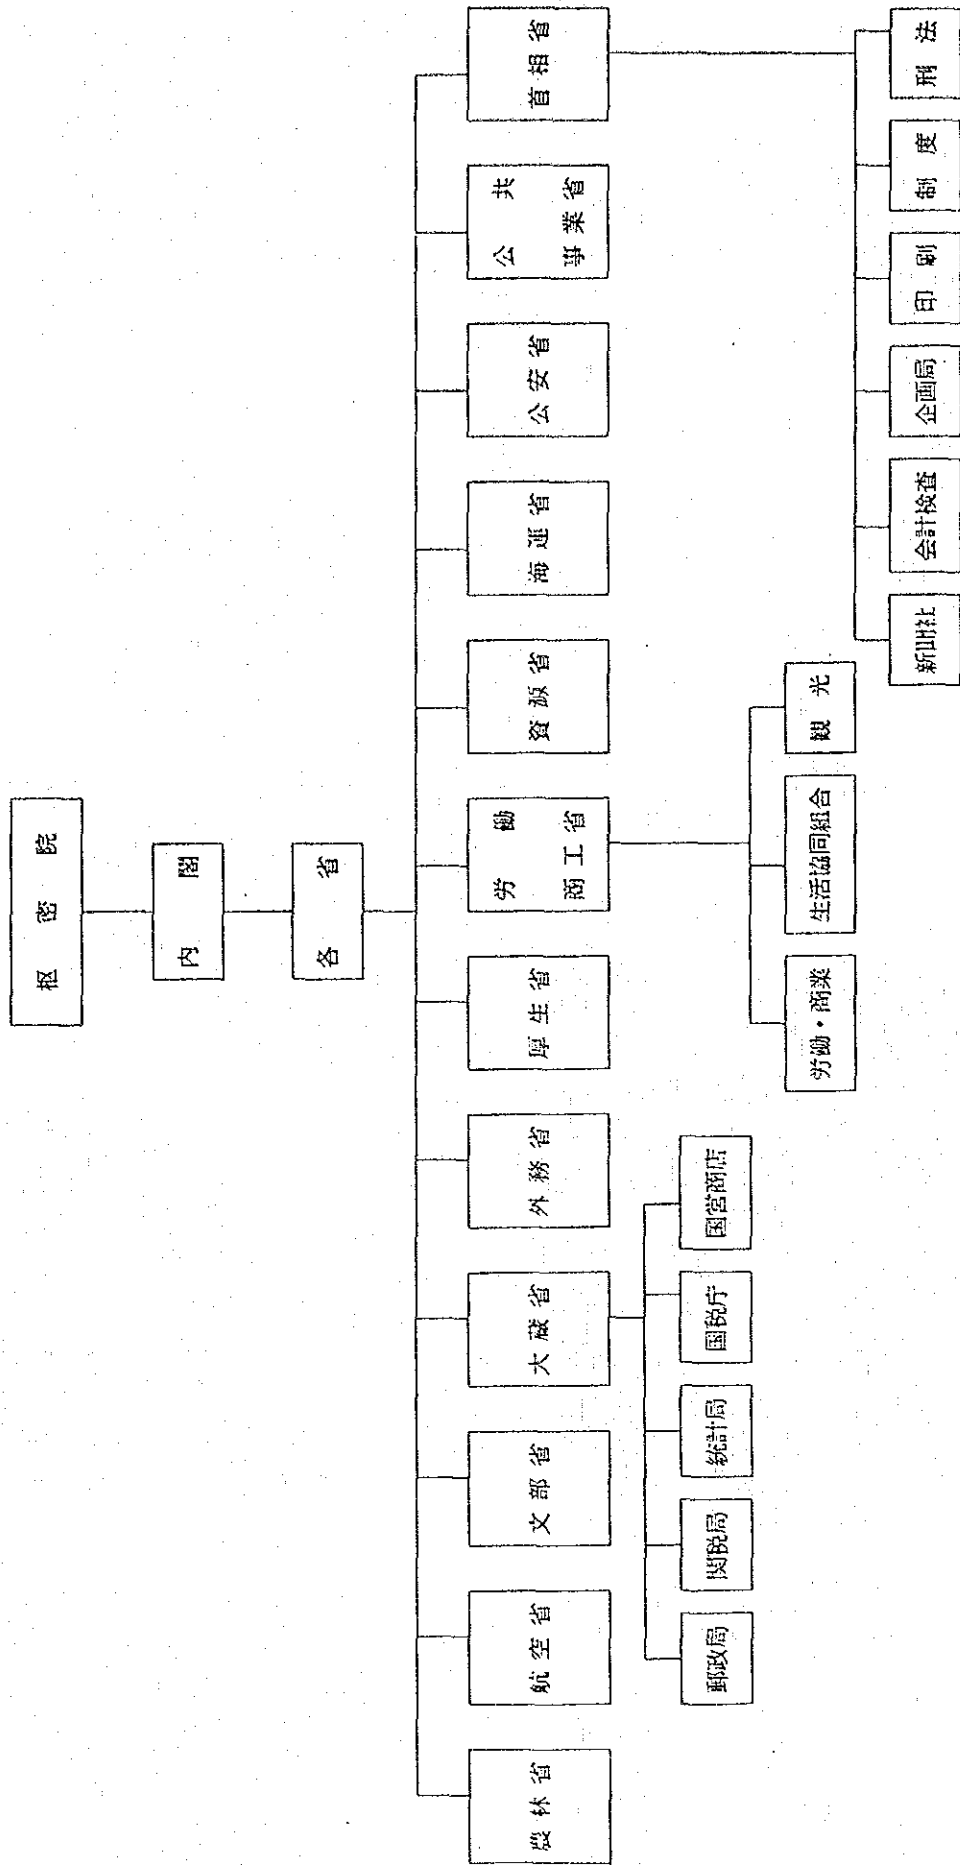 枢密院
内閣
各省
農林省
航空省
文部省
大蔵省
外務省
厚生省
労働
商工省
資源省
海運省
公安省
公共
事業省
首相省
郵政局
関税局
統計局
国税庁
国営商店
労働・商業
生活協同組合
観光
会計検査
企画局
印刷
制度
刑法